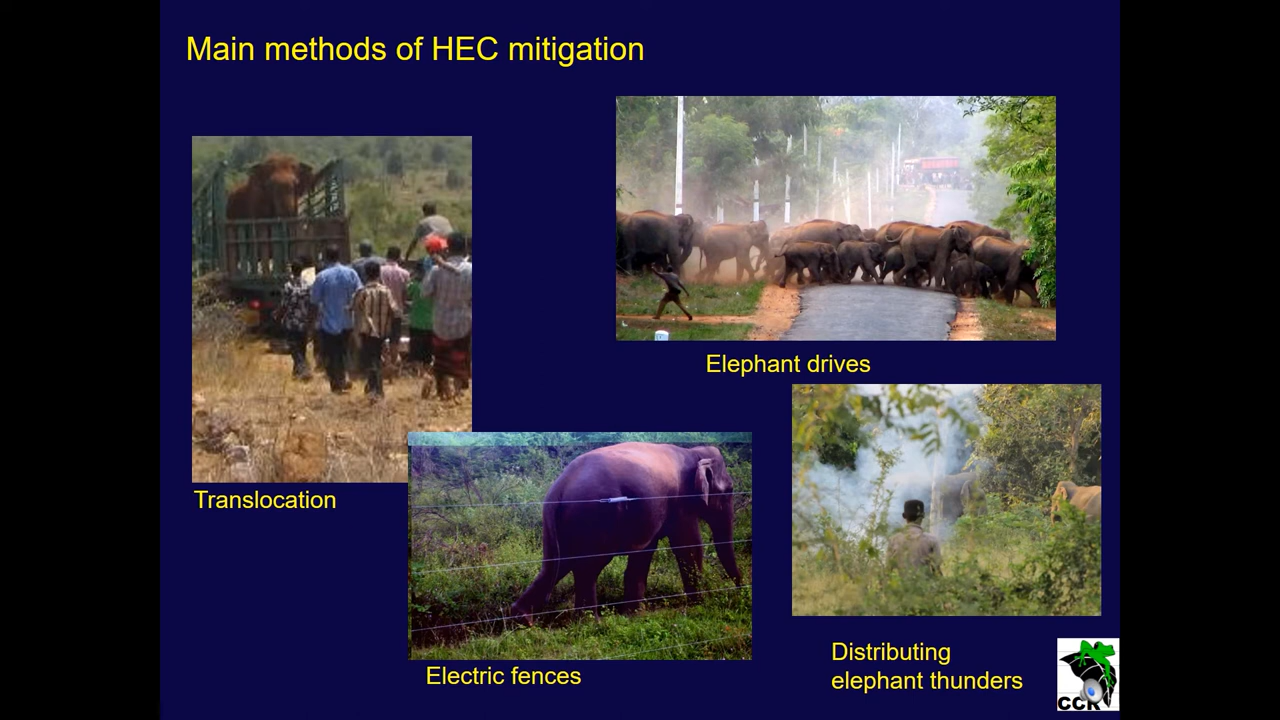 Main methods of HEC mitigation
Elephant drives
Translocation
Electric fences
Distributing
elephant thunders
CCR